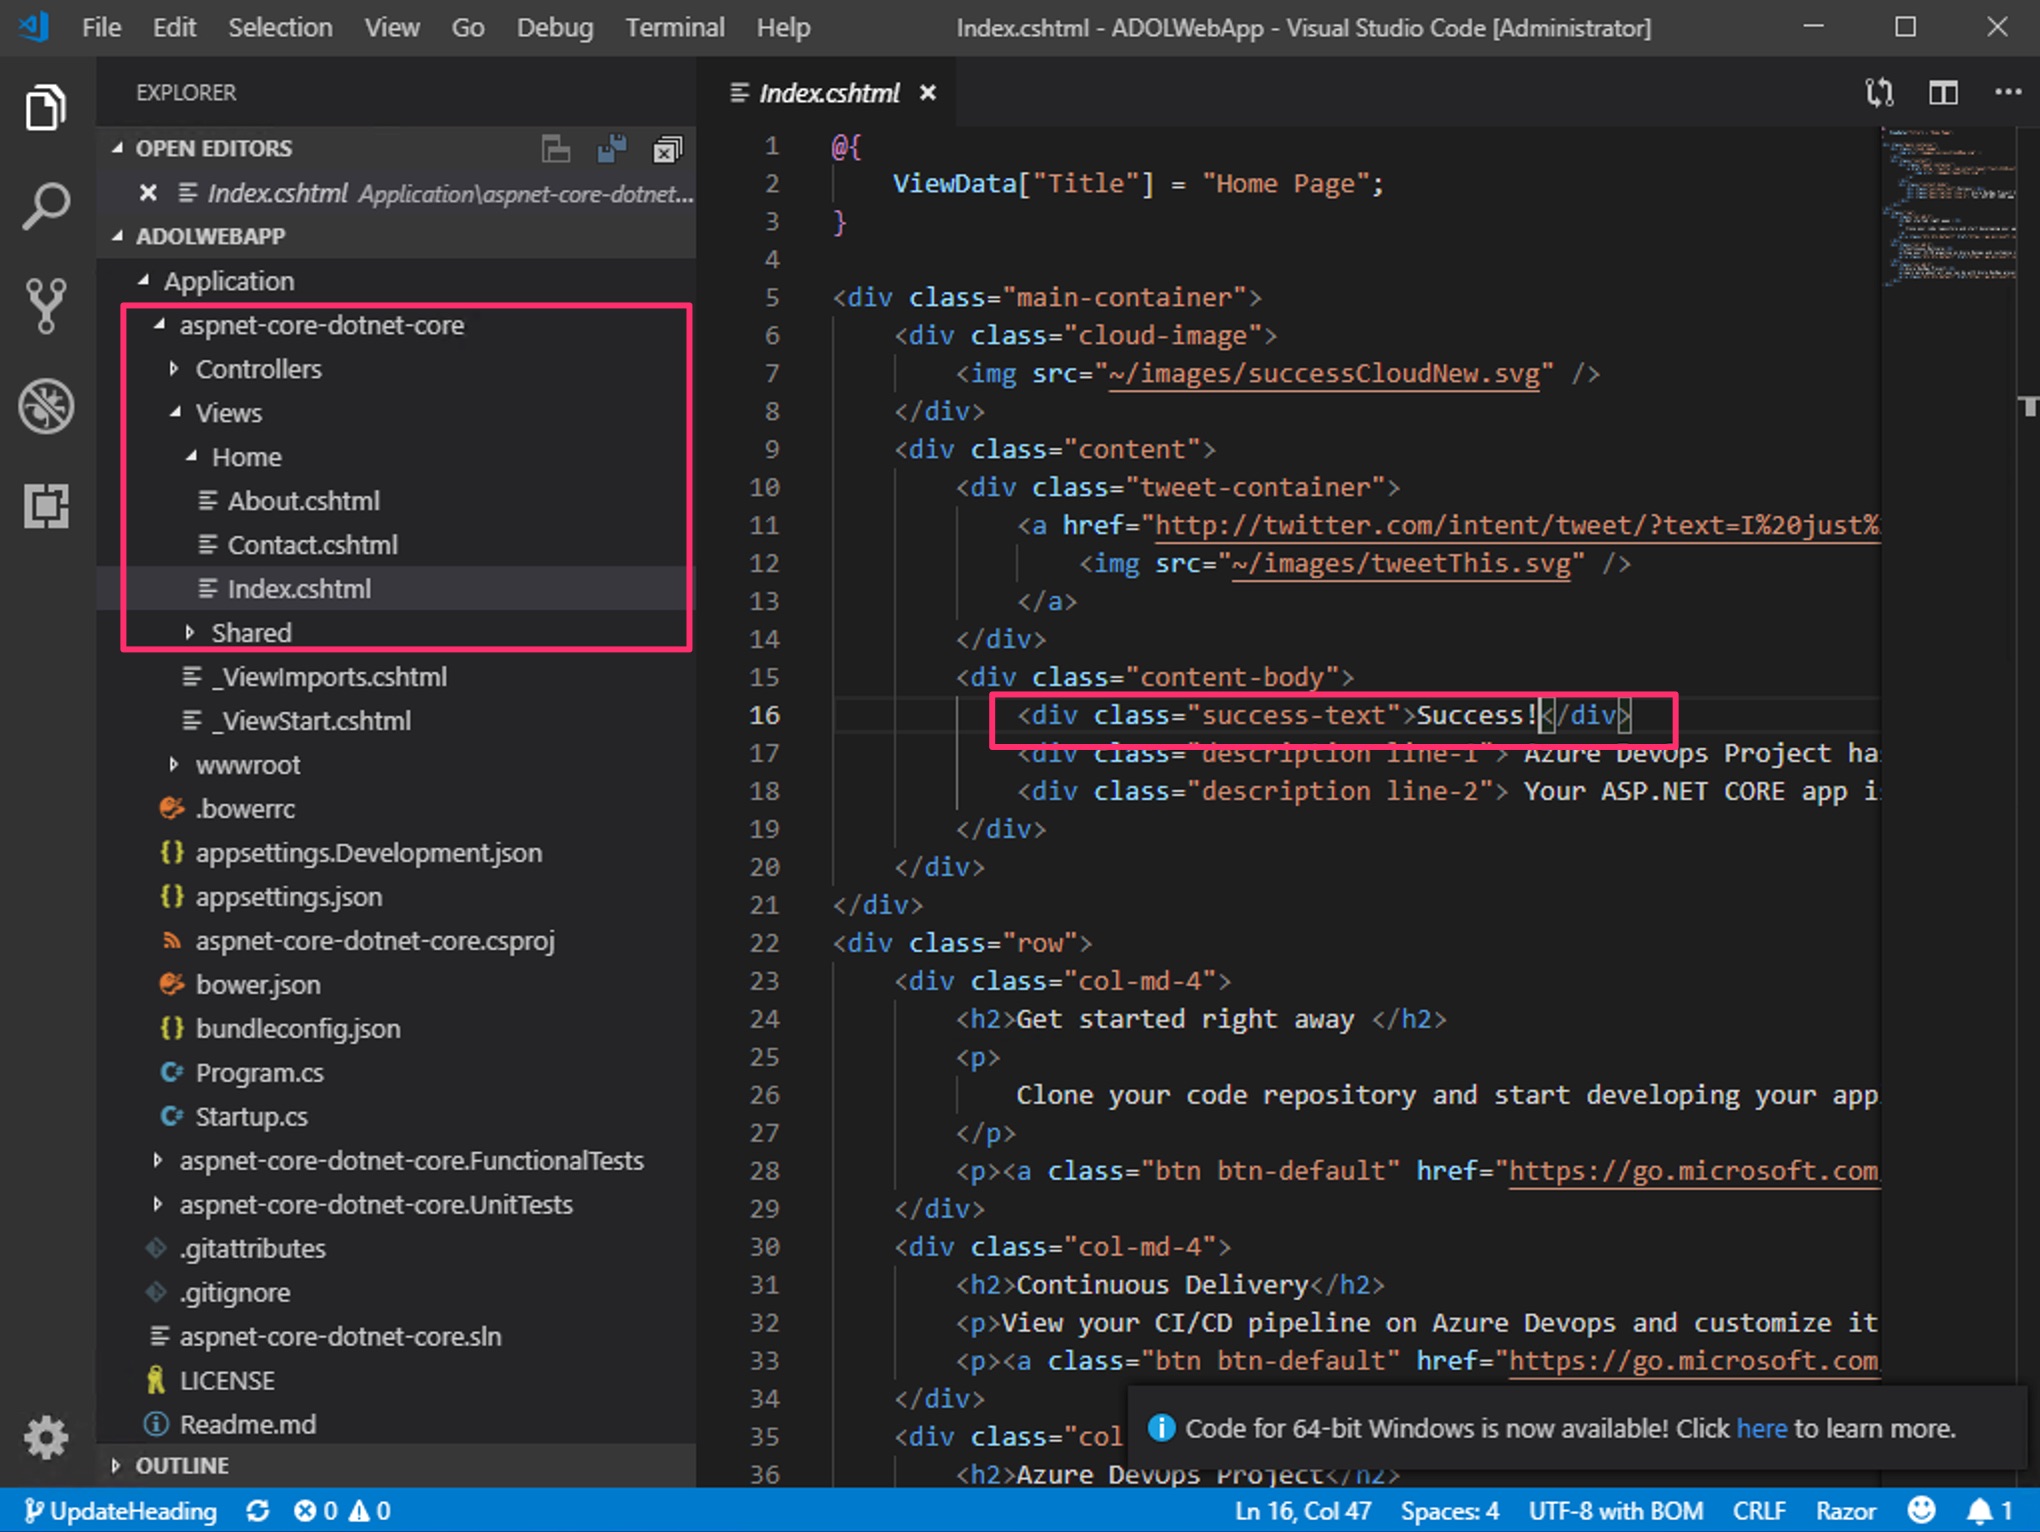 File Edit Selection View Go Debug Terminal Help Index.cshtml - ADOLWebApp - Visual Studio Code [Administrator]
EXPLORER
OPEN EDITORS
Index.cshtml Application\aspnet-core-dotnet...
ADOLWEBAPP
Application
aspnet-core-dotnet-core
Controllers
Views
Home
About.cshtml
Contact.cshtml
Index.cshtml
Shared
_ViewImports.cshtml
_ViewStart.cshtml
wwwroot
.bowerrc
appsettings.Development.json
appsettings.json
aspnet-core-dotnet-core.csproj
bower.json
bundleconfig.json
Program.cs
Startup.cs
aspnet-core-dotnet-core.FunctionalTests
aspnet-core-dotnet-core.UnitTests
.gitattributes
.gitignore
aspnet-core-dotnet-core.sln
LICENSE
Readme.md
OUTLINE
Index.cshtml
1 @{
2 ViewData["Title"] = "Home Page";
3 }
4
5 <div class="main-container">
6 <div class="cloud-image">
7 <img src="~/images/successCloudNew.svg" />
8 </div>
9 <div class="content">
10 <div class="tweet-container">
11 <a href="http://twitter.com/intent/tweet/?text=I%20just%
12 <img src="~/images/tweetThis.svg" />
13 </a>
14 </div>
15 <div class="content-body">
16 <div class="success-text">Success!</div>
17 <div class="description line-1"> Azure DevOps Project ha
18 <div class="description line-2"> Your ASP.NET CORE app i
19 </div>
20 </div>
21 </div>
22 <div class="row">
23 <div class="col-md-4">
24 <h2>Get started right away </h2>
25 <p>
26 Clone your code repository and start developing your app
27 </p>
28 <p><a class="btn btn-default" href="https://go.microsoft.com
29 </div>
30 <div class="col-md-4">
31 <h2>Continuous Delivery</h2>
32 <p>View your CI/CD pipeline on Azure Devops and customize it
33 <p><a class="btn btn-default" href="https://go.microsoft.com
34 </div>
35 <div class="col
36 <h2>Azure DevOps Project</h2>
Code for 64-bit Windows is now available! Click here to learn more.
UpdateHeading 0 0 Ln 16, Col 47 Spaces: 4 UTF-8 with BOM CRLF Razor 1